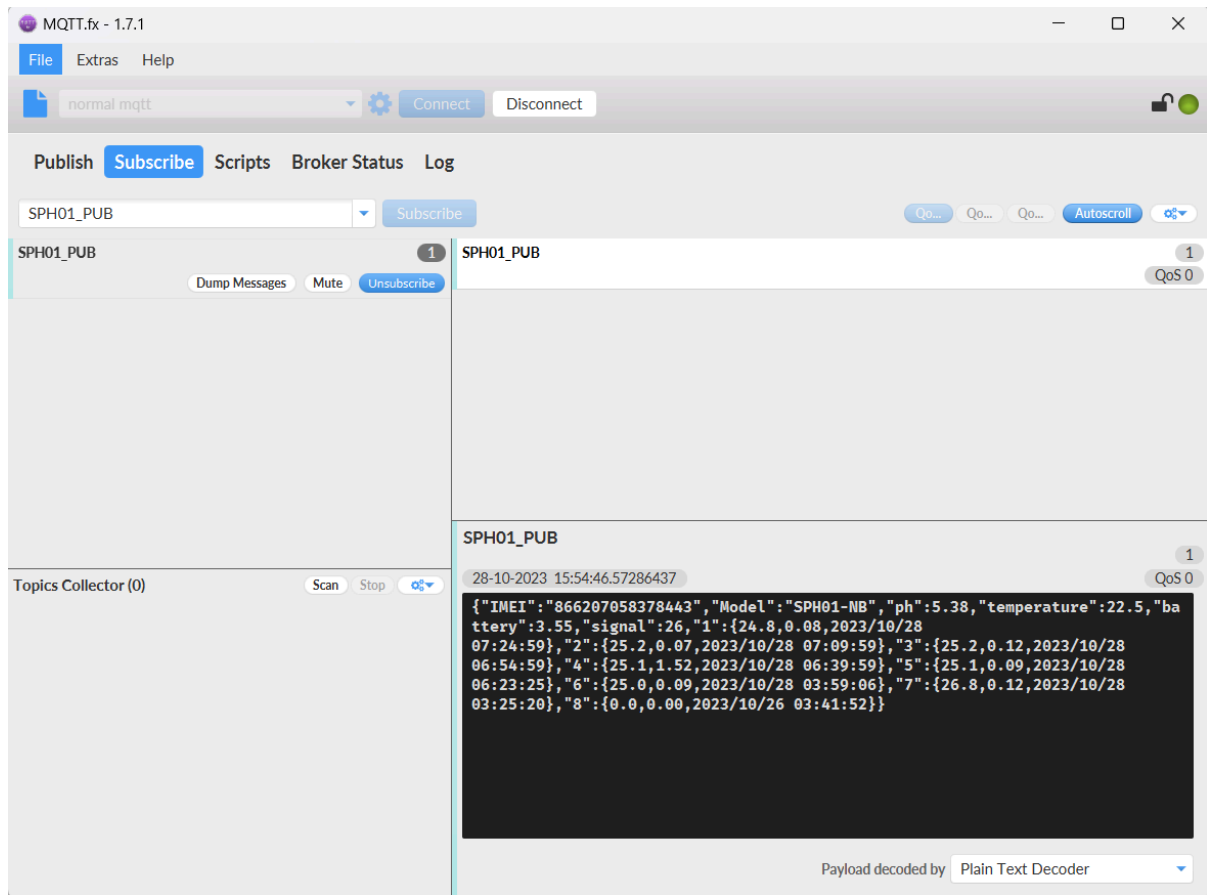 MQTT.fx - 1.7.1
File Extras Help
normal mqtt Connect Disconnect
Publish Subscribe Scripts Broker Status Log
SPH01_PUB Subscribe Qo... Qo... Qo... Autoscroll
SPH01_PUB 1
Dump Messages Mute Unsubscribe
SPH01_PUB 1
QoS 0
Topics Collector (0) Scan Stop
SPH01_PUB
1
28-10-2023 15:54:46.57286437 QoS 0
{"IMEI":"866207058378443","Model":"SPH01-NB","ph":5.38,"temperature":22.5,"ba
ttery":3.55,"signal":26,"1":{24.8,0.08,2023/10/28
07:24:59},"2":{25.2,0.07,2023/10/28 07:09:59},"3":{25.2,0.12,2023/10/28
06:54:59},"4":{25.1,1.52,2023/10/28 06:39:59},"5":{25.1,0.09,2023/10/28
06:23:25},"6":{25.0,0.09,2023/10/28 03:59:06},"7":{26.8,0.12,2023/10/28
03:25:20},"8":{0.0,0.00,2023/10/26 03:41:52}}
Payload decoded by Plain Text Decoder